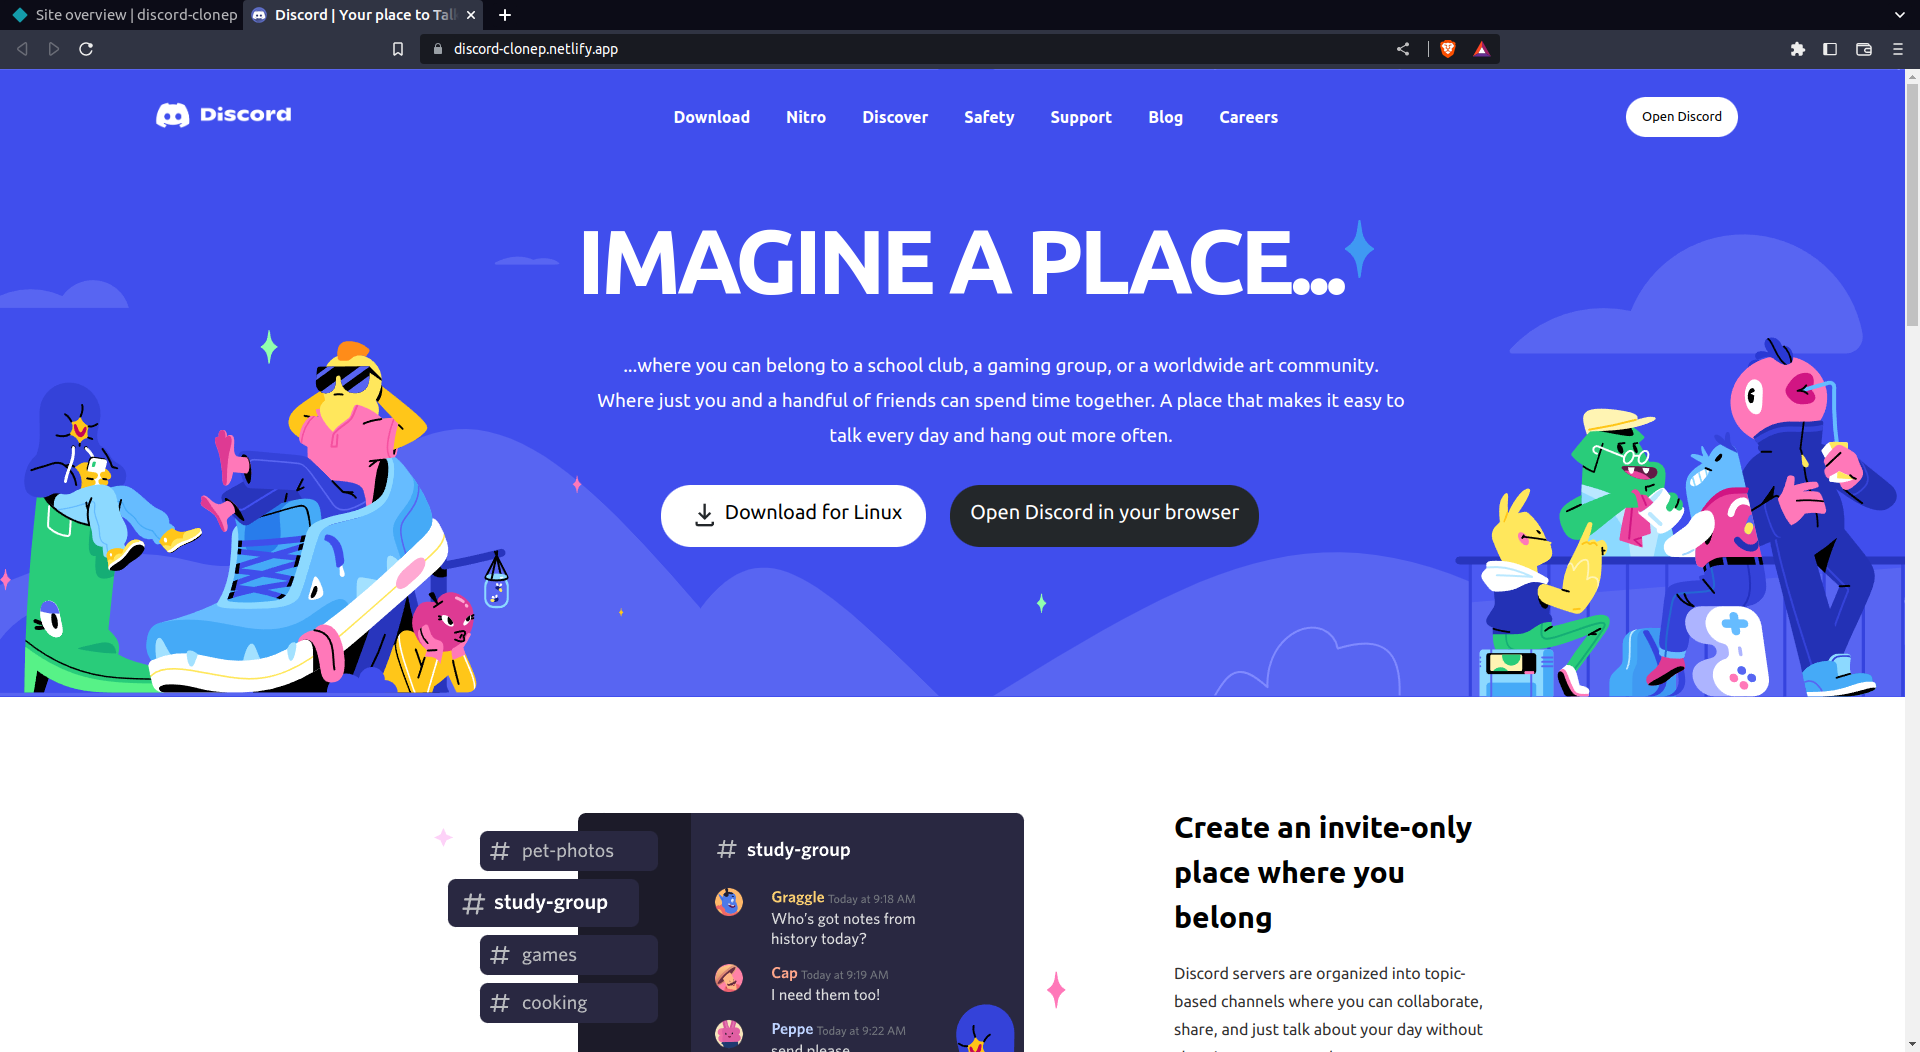 Site overview | discord-clonep
Discord | Your place to Tal
discord-clonep.netlify.app
Discord
Download Nitro Discover Safety Support Blog Careers
Open Discord
IMAGINE A PLACE...
...where you can belong to a school club, a gaming group, or a worldwide art community.
Where just you and a handful of friends can spend time together. A place that makes it easy to
talk every day and hang out more often.
Download for Linux
Open Discord in your browser
# pet-photos
# study-group
# games
# cooking
# study-group
Graggle Today at 9:18 AM
Who's got notes from
history today?
Cap Today at 9:19 AM
I need them too!
Peppe Today at 9:22 AM
send please
Create an invite-only
place where you
belong
Discord servers are organized into topic-
based channels where you can collaborate,
share, and just talk about your day without